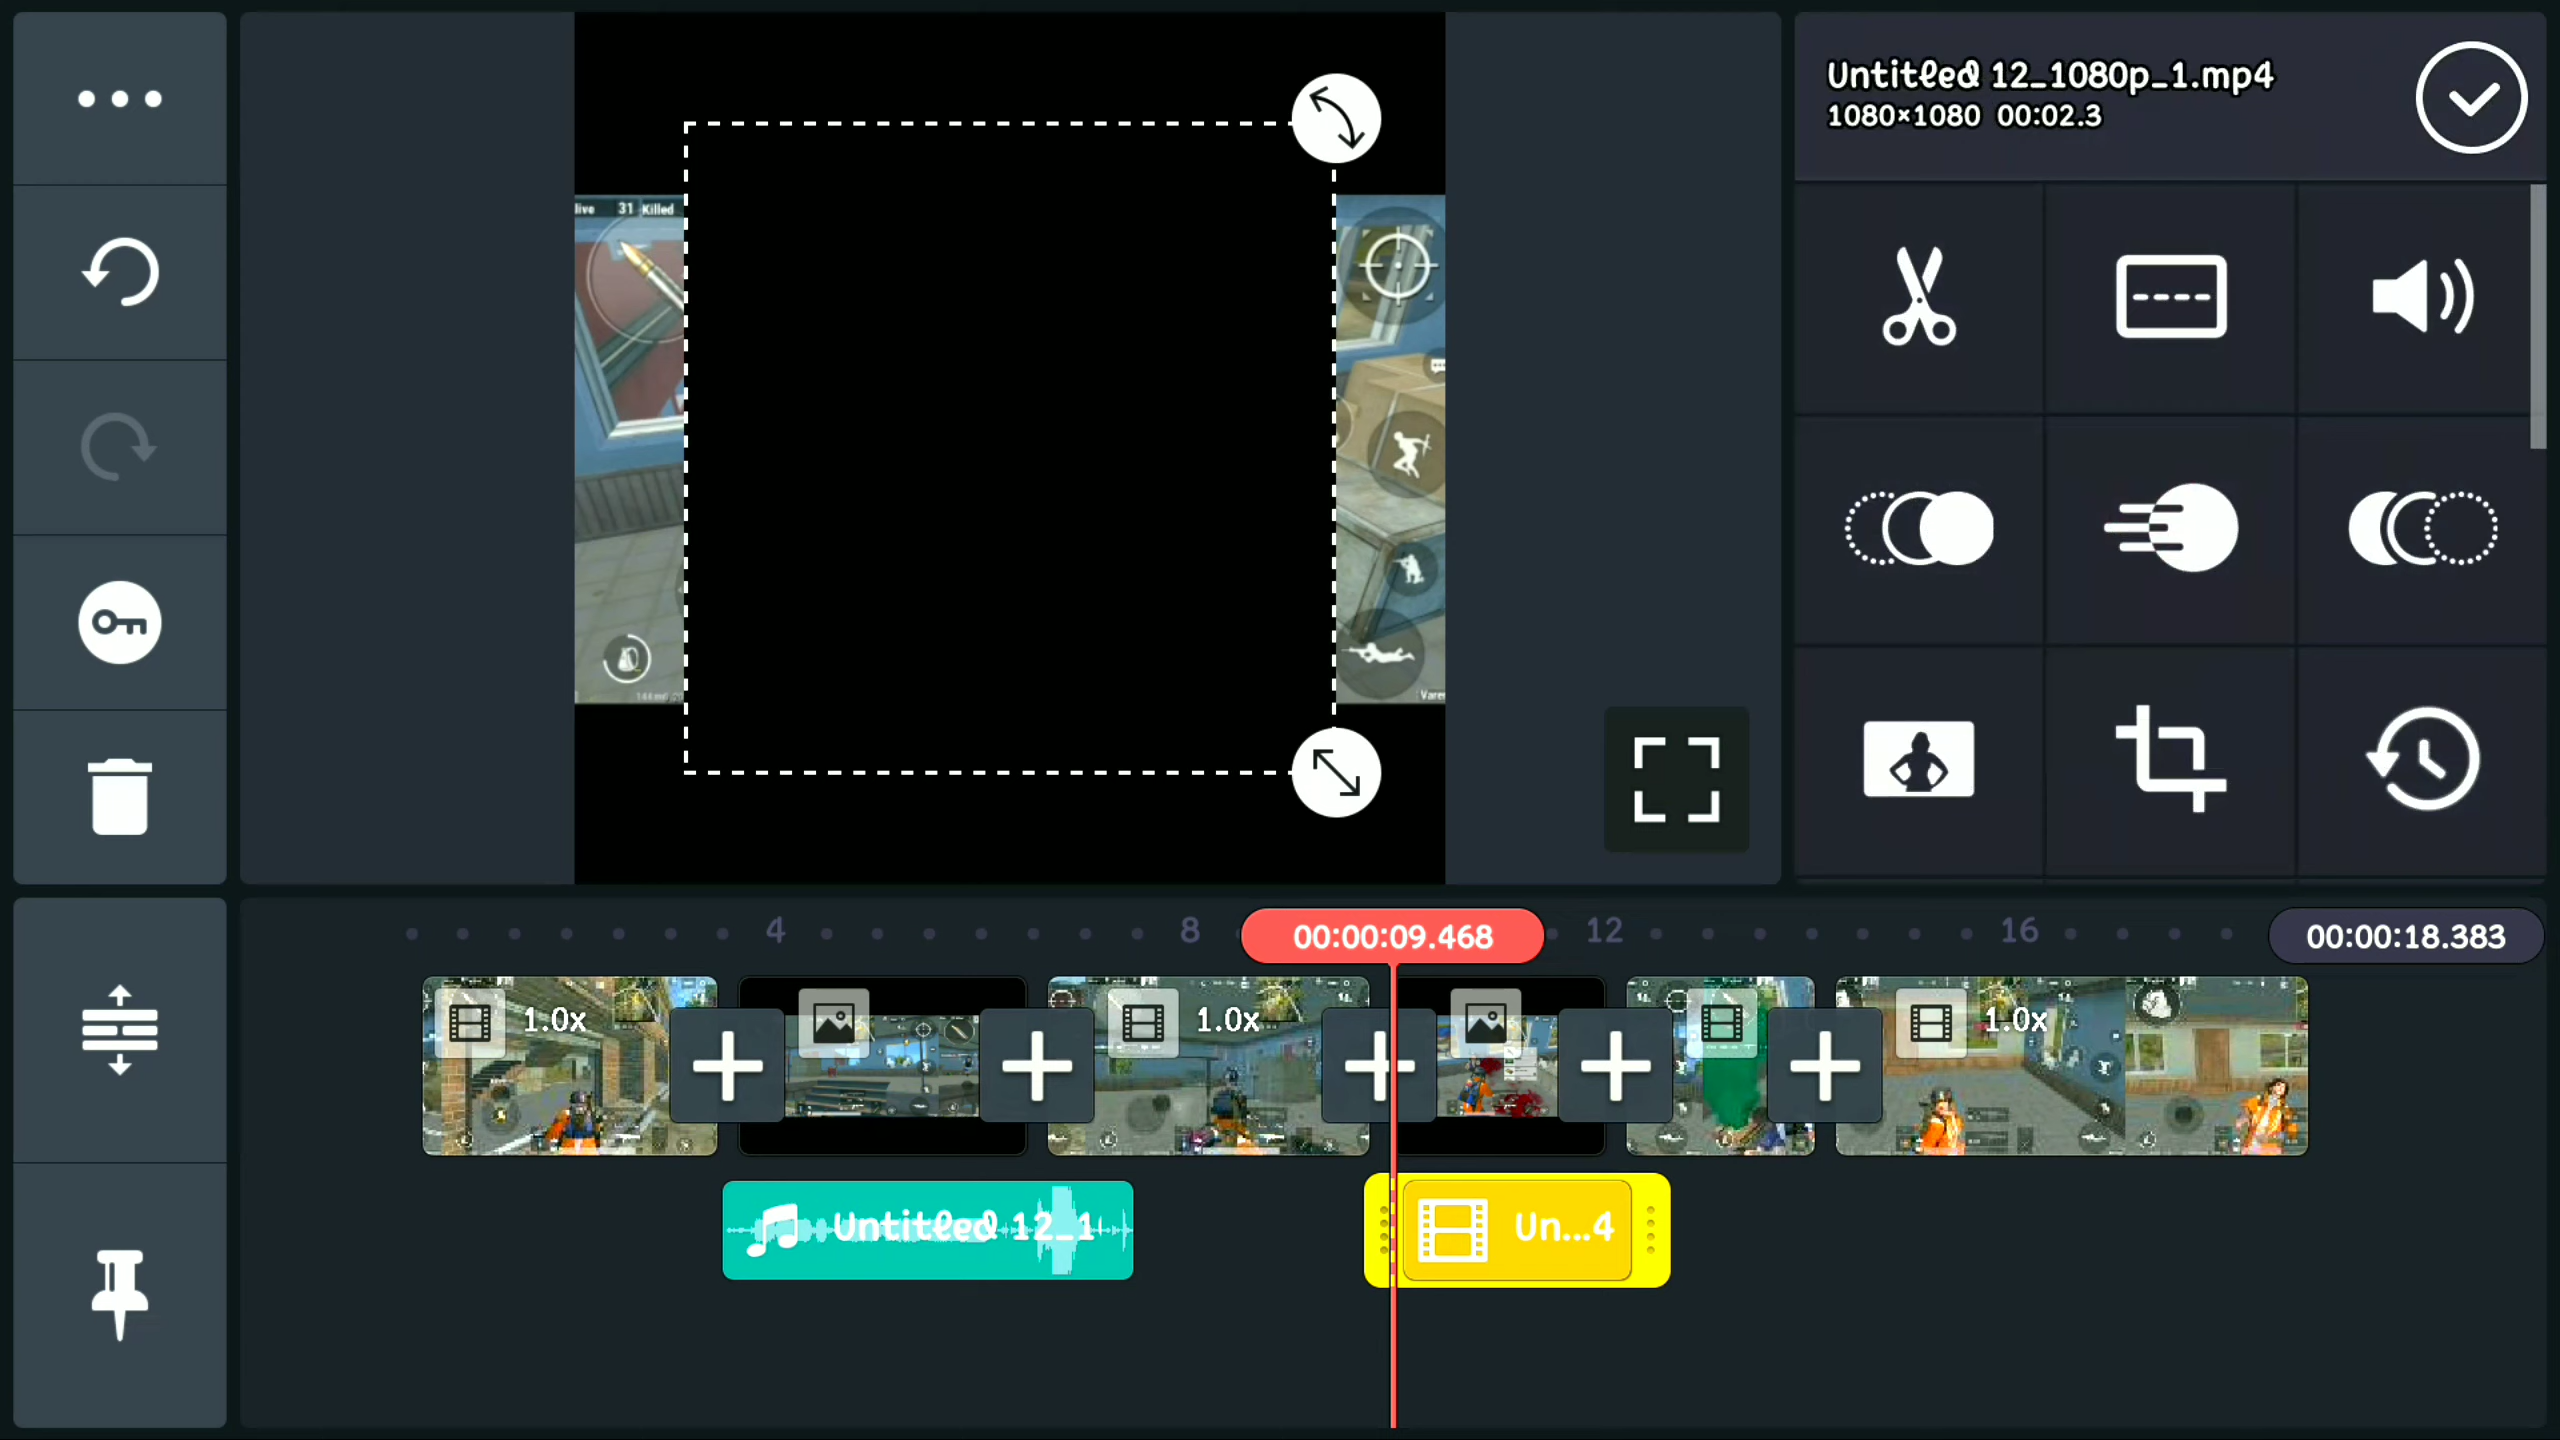 Untitled 12_1080p_1.mp4
1080×1080 00:02.3
live 31 Killed
4 8 12 16
00:00:09.468
00:00:18.383
1.0x
1.0x
1.0x
Untitled 12_1
Un...4